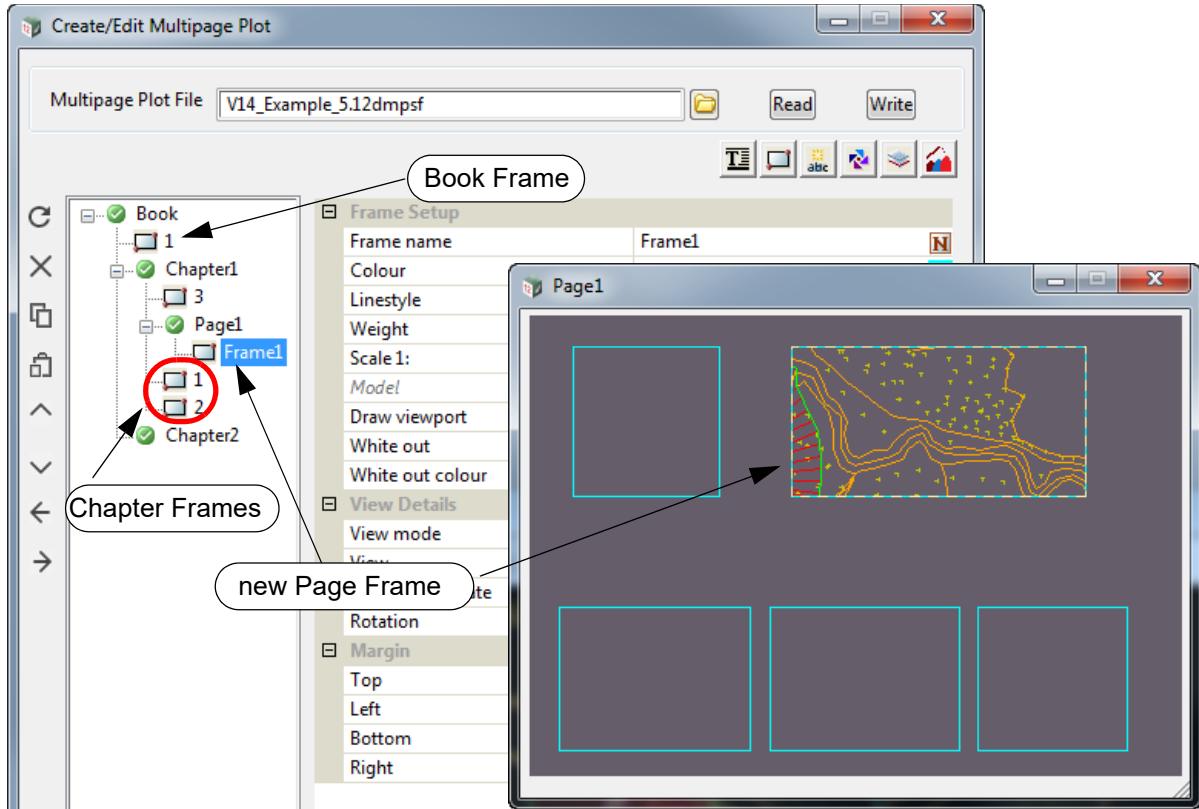 Create/Edit Multipage Plot
Multipage Plot File V14_Example_5.12dmpsf Read Write
T abc
Book Frame
Book
1
Chapter1
3
Page1
Frame1
1
2
Chapter2
Chapter Frames
new Page Frame
Frame Setup
Frame name Frame1 N
Colour
Linestyle
Weight
Scale 1:
Model
Draw viewport
White out
White out colour
View Details
View mode
Rotation
Margin
Top
Left
Bottom
Right
Page1